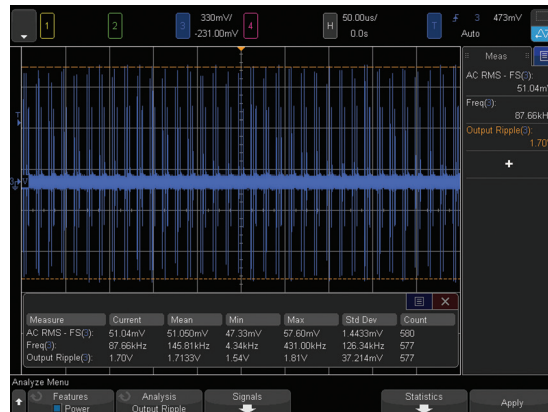 1 2 3 330mV/ 4 H 50.00us/ T 3 473mV
-231.00mV 0.0s Auto
Meas
AC RMS - FS(3):
51.04m
Freq(3):
87.66kH
Output Ripple(3):
1.70
+
T
3
Measure Current Mean Min Max Std Dev Count
AC RMS - FS(3): 51.04mV 51.050mV 47.33mV 57.60mV 1.4433mV 580
Freq(3): 87.66kHz 145.81kHz 4.34kHz 431.00kHz 126.34kHz 577
Output Ripple(3): 1.70V 1.7133V 1.54V 1.81V 37.214mV 577
Analyze Menu
Features Analysis Signals Statistics Apply
Power Output Ripple